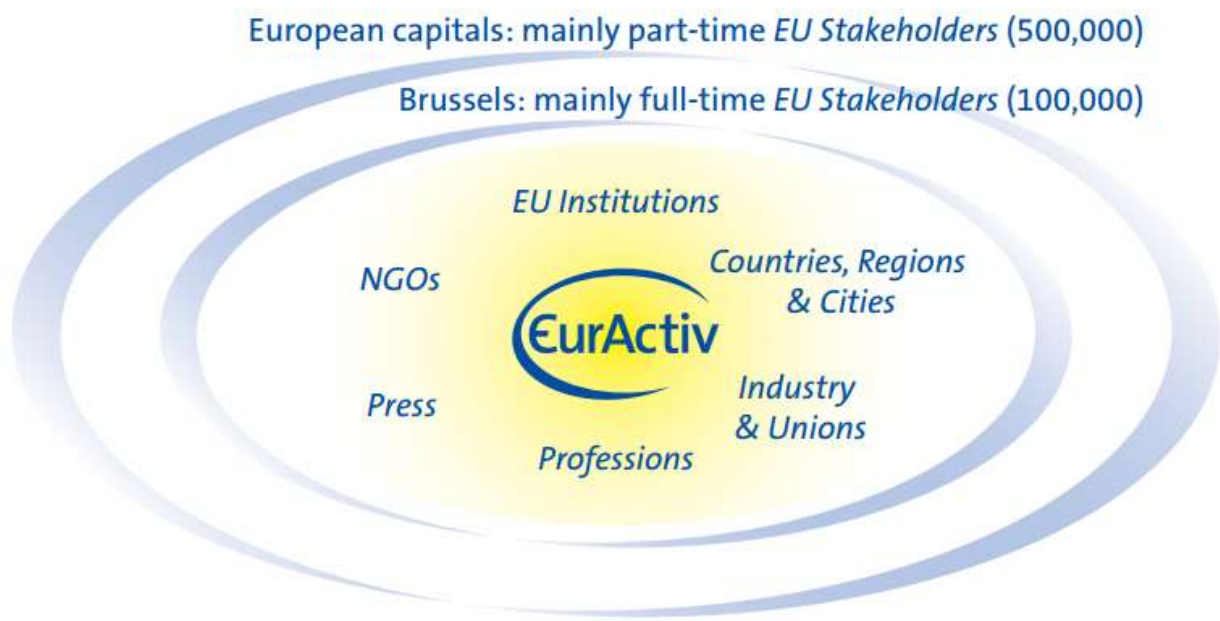 European capitals: mainly part-time EU Stakeholders (500,000)
Brussels: mainly full-time EU Stakeholders (100,000)
EU Institutions
NGOs
Countries, Regions
& Cities
EurActiv
Press
Industry
& Unions
Professions